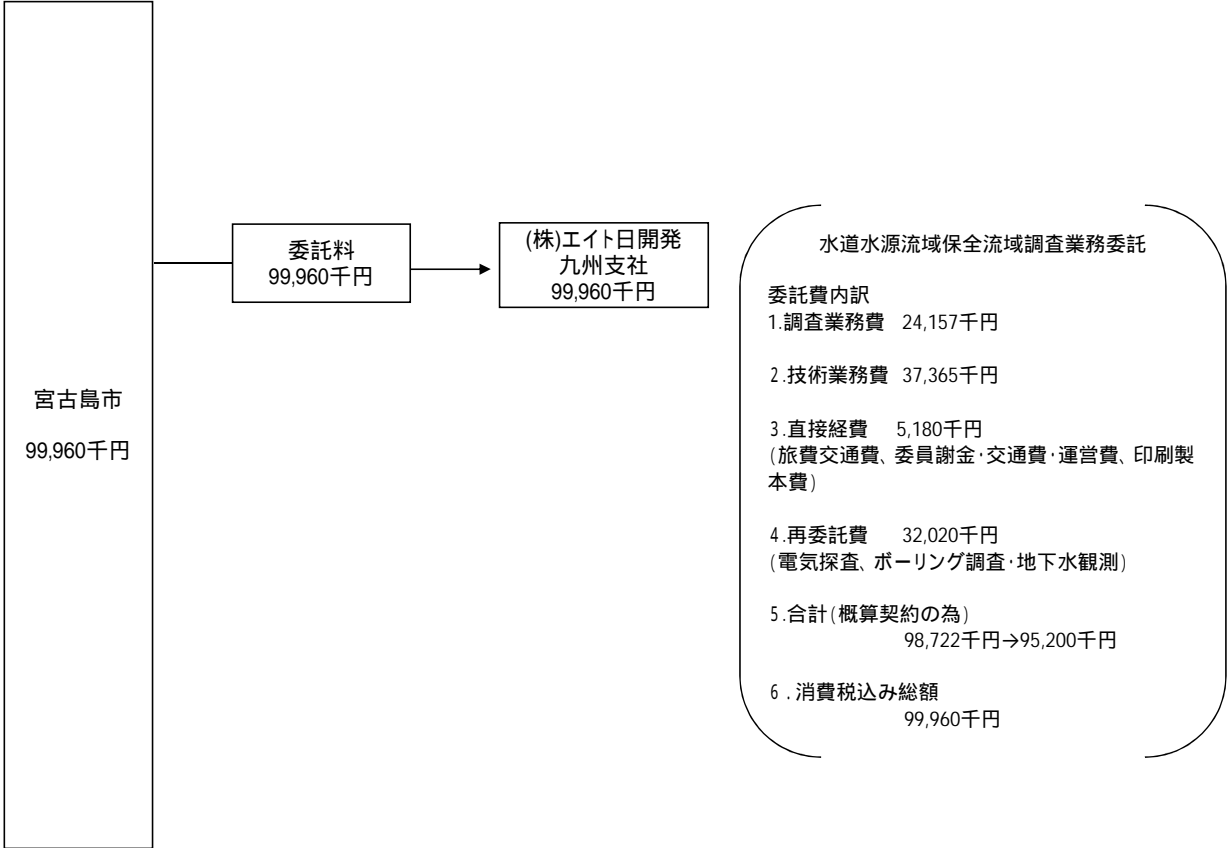 宮古島市
99,960千円
委託料
99,960千円
(株)エイト日開発
九州支社
99,960千円
水道水源流域保全流域調査業務委託
委託費内訳
1.調査業務費 24,157千円
2.技術業務費 37,365千円
3.直接経費 5,180千円
(旅費交通費、委員謝金・交通費・運営費、印刷製
本費)
4.再委託費 32,020千円
(電気探査、ボーリング調査・地下水観測)
5.合計(概算契約の為)
98,722千円→95,200千円
6.消費税込み総額
99,960千円